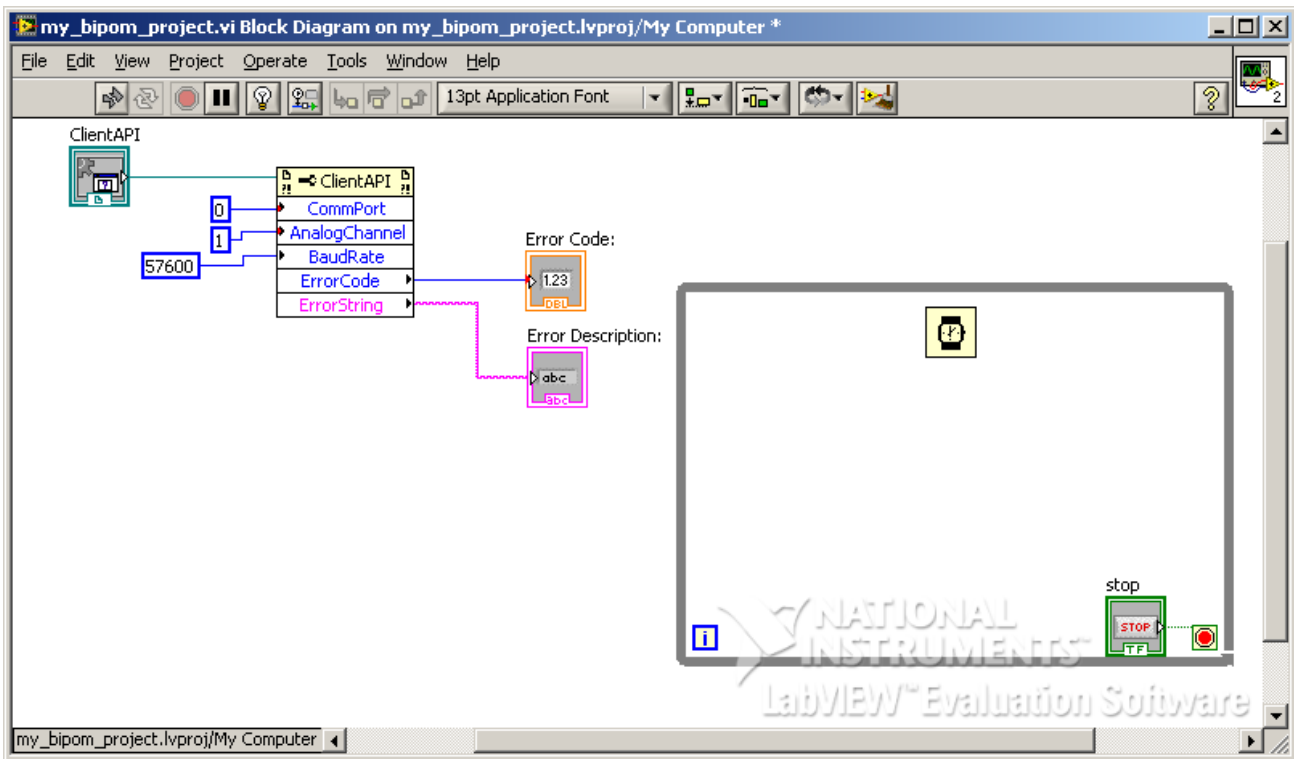 my_bipom_project.vi Block Diagram on my_bipom_project.lvproj/My Computer *
File Edit View Project Operate Tools Window Help
13pt Application Font
2
ClientAPI
ClientAPI
0
CommPort
1
AnalogChannel
57600
BaudRate
ErrorCode
ErrorString
Error Code:
1.23
DBL
Error Description:
abc
abc
stop
STOP
TF
i
NATIONAL
INSTRUMENTS™
LabVIEW™ Evaluation Software
my_bipom_project.lvproj/My Computer